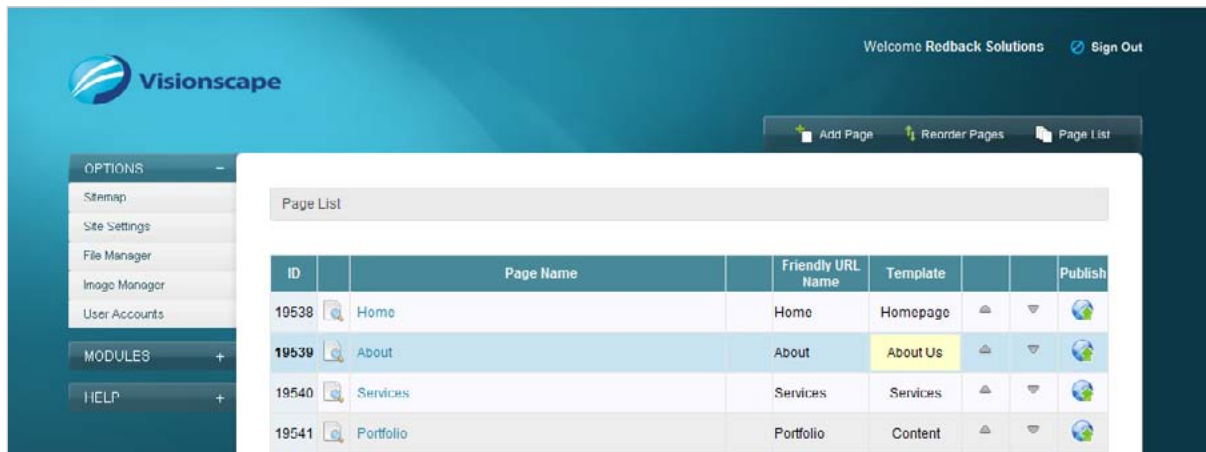 Welcome Redback Solutions Sign Out
Visionscape
Add Page Reorder Pages Page List
OPTIONS −
Sitemap
Site Settings
File Manager
Image Manager
User Accounts
MODULES +
HELP +
Page List
ID Page Name Friendly URL Name Template Publish
19538 Home Home Homepage
19539 About About About Us
19540 Services Services Services
19541 Portfolio Portfolio Content